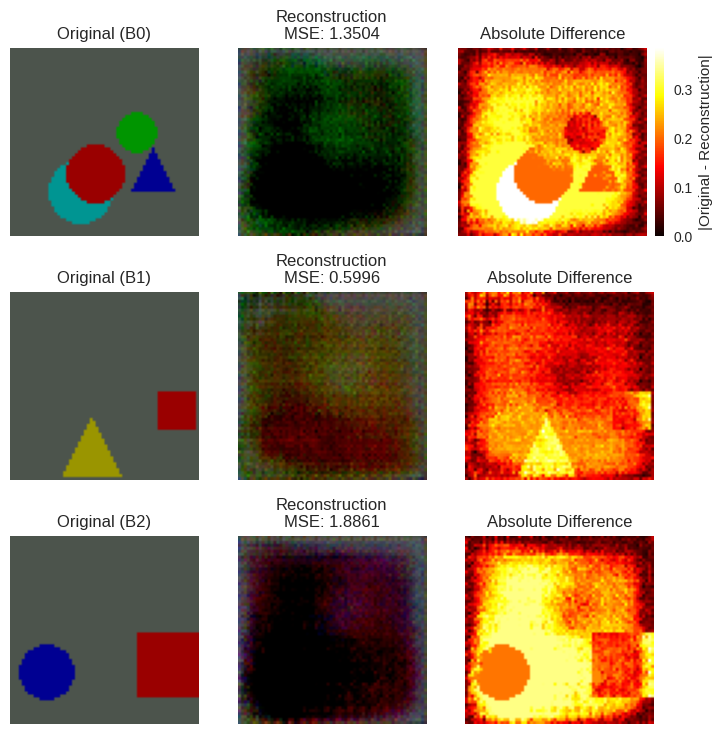 Original (B0)
Reconstruction
MSE: 1.3504
Absolute Difference
0.3
0.2
0.1
0.0
|Original - Reconstruction|
Original (B1)
Reconstruction
MSE: 0.5996
Absolute Difference
Original (B2)
Reconstruction
MSE: 1.8861
Absolute Difference